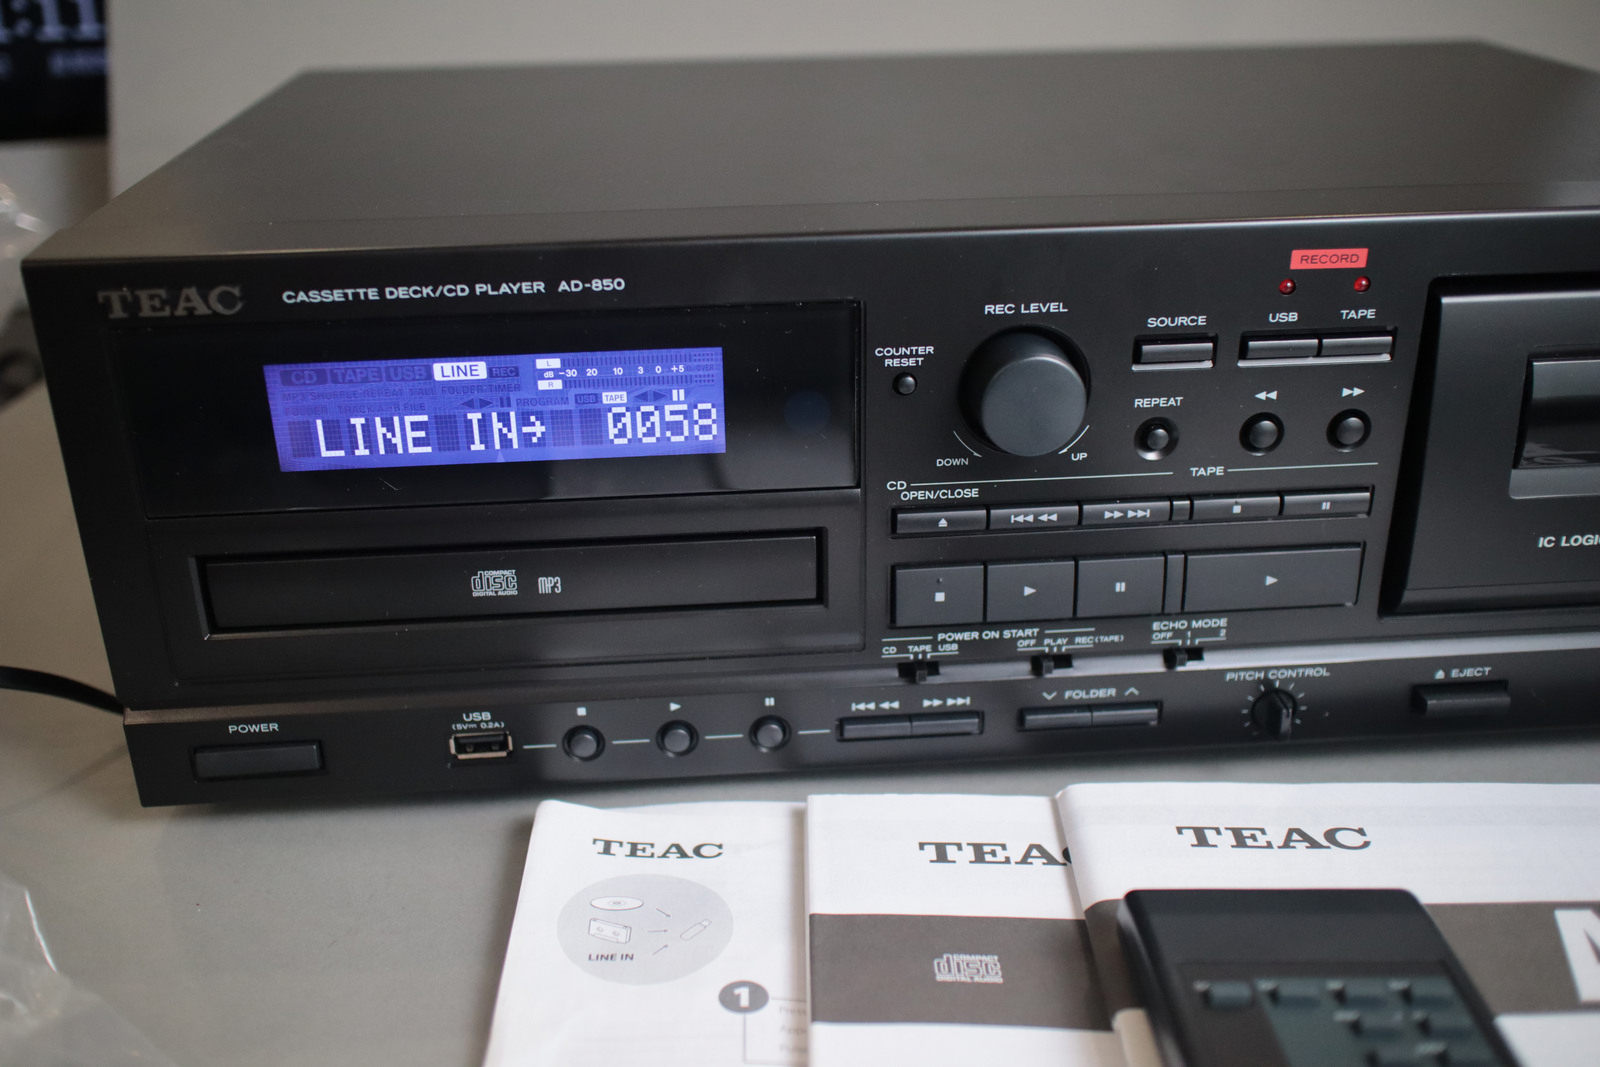 TEAC
CASSETTE DECK/CD PLAYER AD-850
CD TAPE USB LINE REC
L
dB -30 20 10 3 0 +5
R
PROGRAM USB TAPE
LINE IN→ 0058
COMPACT
disc
DIGITAL AUDIO
MP3
COUNTER
RESET
REC LEVEL
DOWN
UP
SOURCE
RECORD
USB
TAPE
REPEAT
TAPE
CD
OPEN/CLOSE
IC LOGI
POWER ON START
CD TAPE USB
OFF PLAY REC(TAPE)
ECHO MODE
OFF 1 2
POWER
USB
(5V⎓ 0.2A)
FOLDER
PITCH CONTROL
EJECT
TEAC
LINE IN
1
TEAC
COMPACT
disc
DIGITAL AUDIO
TEAC